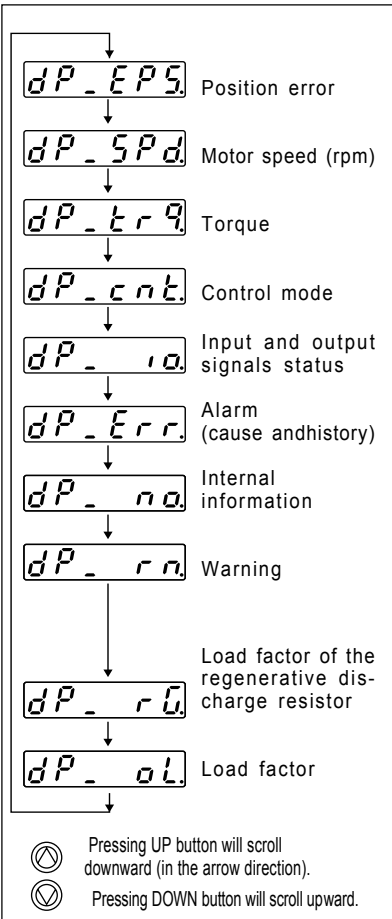 dP_EPS.
Position error
dP_SPd.
Motor speed (rpm)
dP_trq.
Torque
dP_cnt.
Control mode
dP_ io.
Input and output
signals status
dP_Err.
Alarm
(cause andhistory)
dP_ no.
Internal
information
dP_ rn.
Warning
Load factor of the
regenerative dis-
charge resistor
dP_ rG.
dP_ oL.
Load factor
Pressing UP button will scroll
downward (in the arrow direction).
Pressing DOWN button will scroll upward.